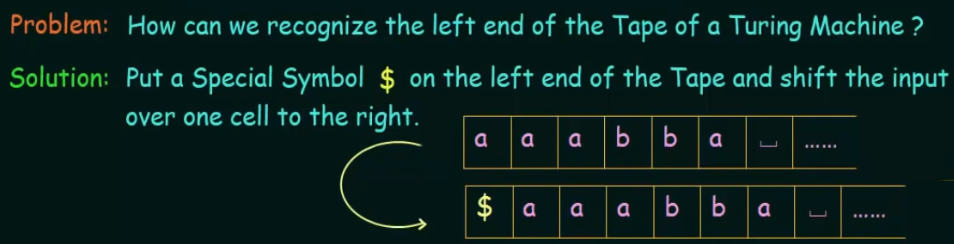 Problem: How can we recognize the left end of the Tape of a Turing Machine ?
Solution: Put a Special Symbol $ on the left end of the Tape and shift the input
over one cell to the right.
a a a b b a ⎵ ......
$ a a a b b a ⎵ ......